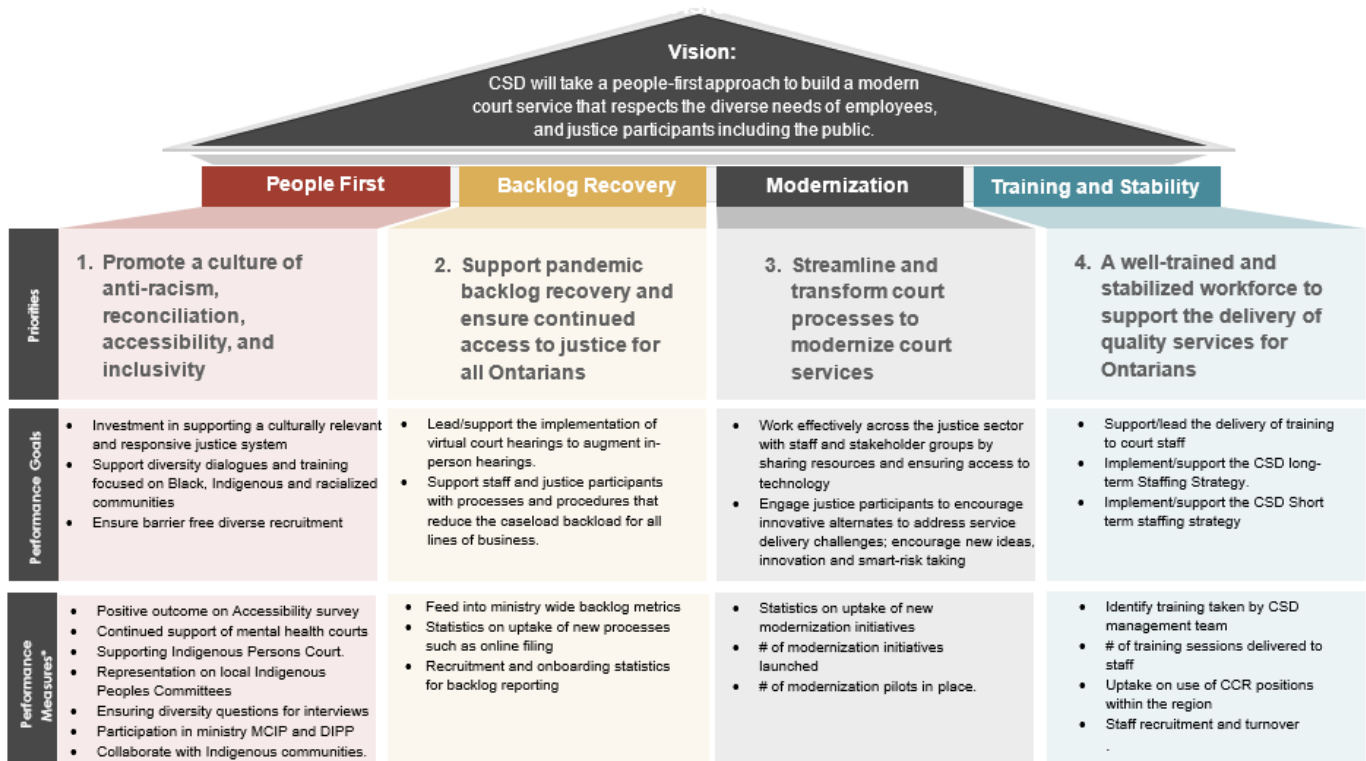 Vision:
CSD will take a people-first approach to build a modern
court service that respects the diverse needs of employees,
and justice participants including the public.
People First
Backlog Recovery
Modernization
Training and Stability
Priorities
1. Promote a culture of
anti-racism,
reconciliation,
accessibility, and
inclusivity
2. Support pandemic
backlog recovery and
ensure continued
access to justice for
all Ontarians
3. Streamline and
transform court
processes to
modernize court
services
4. A well-trained and
stabilized workforce to
support the delivery of
quality services for
Ontarians
Performance Goals
• Investment in supporting a culturally relevant
and responsive justice system
• Support diversity dialogues and training
focused on Black, Indigenous and racialized
communities
• Ensure barrier free diverse recruitment
• Lead/support the implementation of
virtual court hearings to augment in-
person hearings.
• Support staff and justice participants
with processes and procedures that
reduce the caseload backload for all
lines of business.
• Work effectively across the justice sector
with staff and stakeholder groups by
sharing resources and ensuring access to
technology
• Engage justice participants to encourage
innovative alternates to address service
delivery challenges; encourage new ideas,
innovation and smart-risk taking
• Support/lead the delivery of training
to court staff
• Implement/support the CSD long-
term Staffing Strategy.
• Implement/support the CSD Short
term staffing strategy
Performance
Measures*
• Positive outcome on Accessibility survey
• Continued support of mental health courts
• Supporting Indigenous Persons Court.
• Representation on local Indigenous
Peoples Committees
• Ensuring diversity questions for interviews
• Participation in ministry MCIP and DIPP
• Collaborate with Indigenous communities.
• Feed into ministry wide backlog metrics
• Statistics on uptake of new processes
such as online filing
• Recruitment and onboarding statistics
for backlog reporting
• Statistics on uptake of new
modernization initiatives
• # of modernization initiatives
launched
• # of modernization pilots in place.
• Identify training taken by CSD
management team
• # of training sessions delivered to
staff
• Uptake on use of CCR positions
within the region
• Staff recruitment and turnover
.